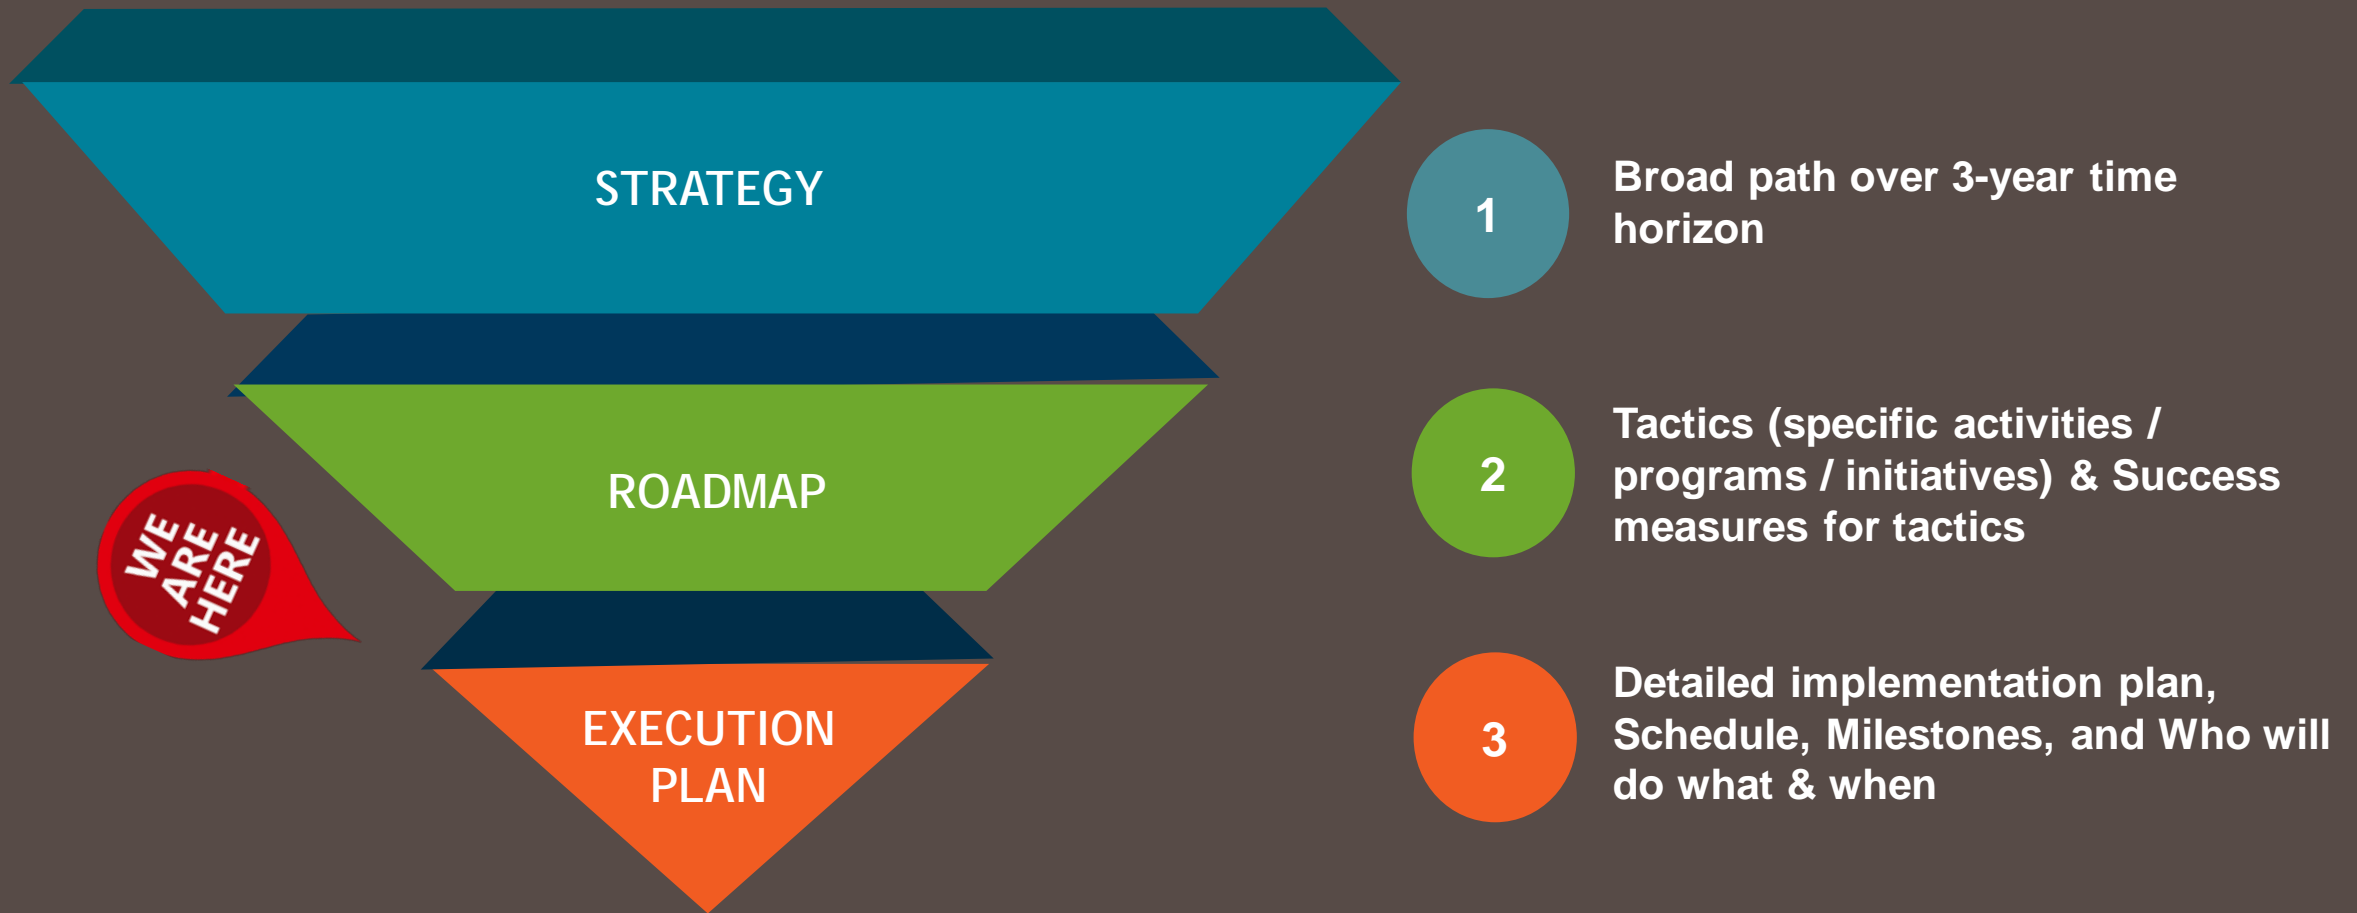 STRATEGY
1
Broad path over 3-year time
horizon
ROADMAP
2
Tactics (specific activities /
programs / initiatives) & Success
measures for tactics
WE
ARE
HERE
EXECUTION
PLAN
3
Detailed implementation plan,
Schedule, Milestones, and Who will
do what & when